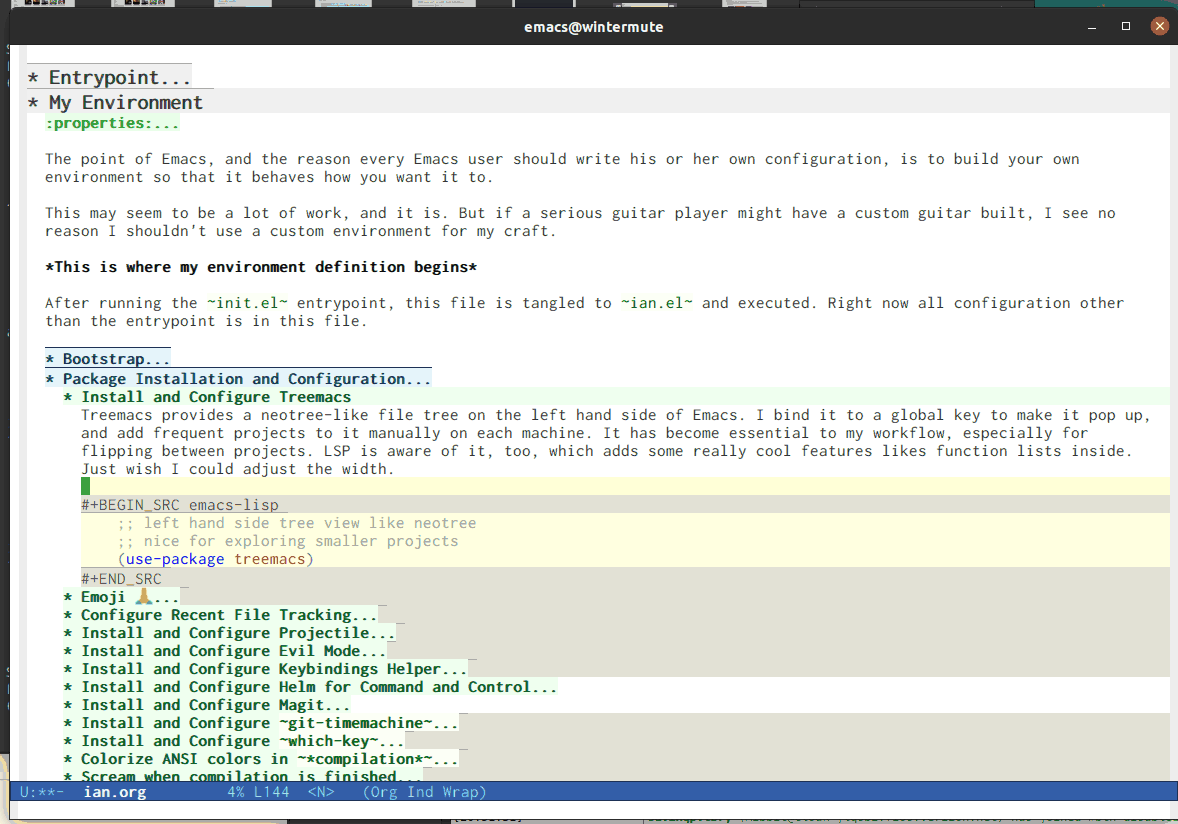 emacs@wintermute
* Entrypoint...
* My Environment
:properties:...
The point of Emacs, and the reason every Emacs user should write his or her own configuration, is to build your own
environment so that it behaves how you want it to.
This may seem to be a lot of work, and it is. But if a serious guitar player might have a custom guitar built, I see no
reason I shouldn't use a custom environment for my craft.
*This is where my environment definition begins*
After running the ~init.el~ entrypoint, this file is tangled to ~ian.el~ and executed. Right now all configuration other
than the entrypoint is in this file.
* Bootstrap...
* Package Installation and Configuration...
* Install and Configure Treemacs
Treemacs provides a neotree-like file tree on the left hand side of Emacs. I bind it to a global key to make it pop up,
and add frequent projects to it manually on each machine. It has become essential to my workflow, especially for
flipping between projects. LSP is aware of it, too, which adds some really cool features likes function lists inside.
Just wish I could adjust the width.
#+BEGIN_SRC emacs-lisp
;; left hand side tree view like neotree
;; nice for exploring smaller projects
(use-package treemacs)
#+END_SRC
* Emoji 🙏...
* Configure Recent File Tracking...
* Install and Configure Projectile...
* Install and Configure Evil Mode...
* Install and Configure Keybindings Helper...
* Install and Configure Helm for Command and Control...
* Install and Configure Magit...
* Install and Configure ~git-timemachine~...
* Install and Configure ~which-key~...
* Colorize ANSI colors in ~*compilation*~...
* Scream when compilation is finished...
U:**- ian.org 4% L144 <N> (Org Ind Wrap)